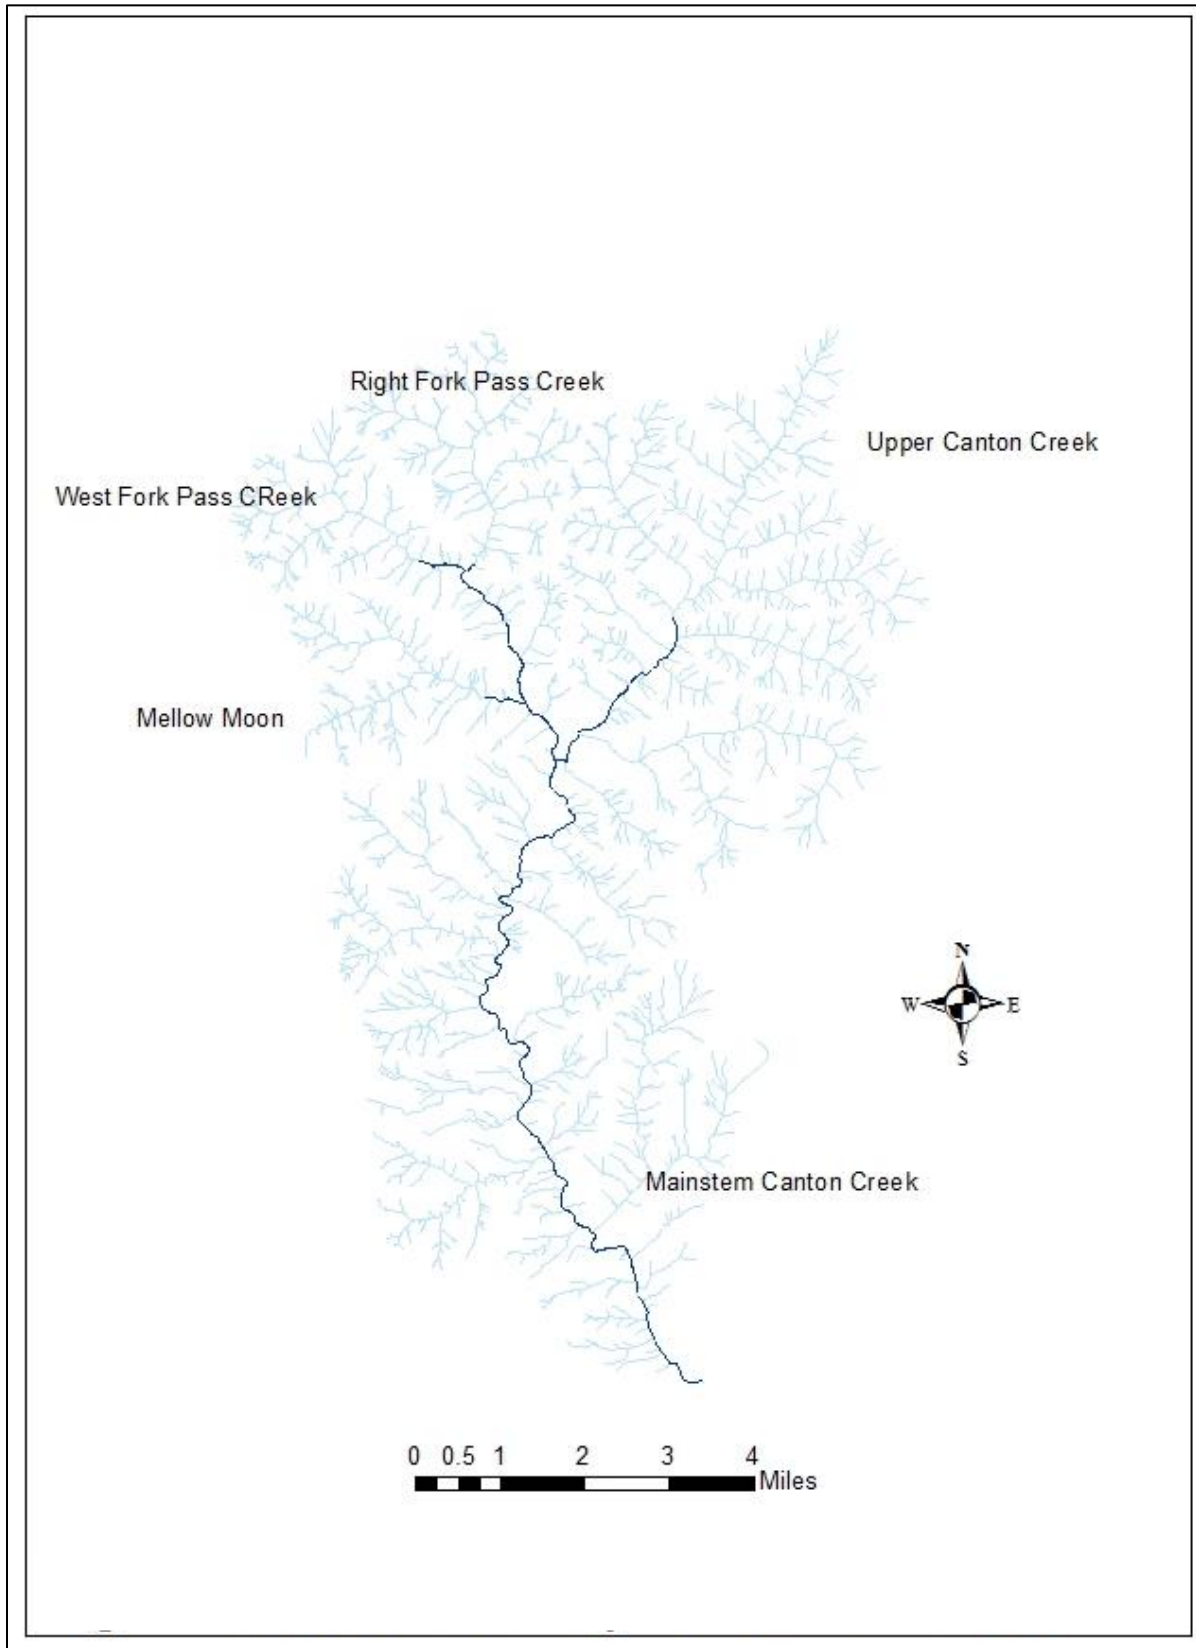 Right Fork Pass Creek
Upper Canton Creek
West Fork Pass CReek
Mellow Moon
N
W E
S
Mainstem Canton Creek
0 0.5 1 2 3 4
Miles